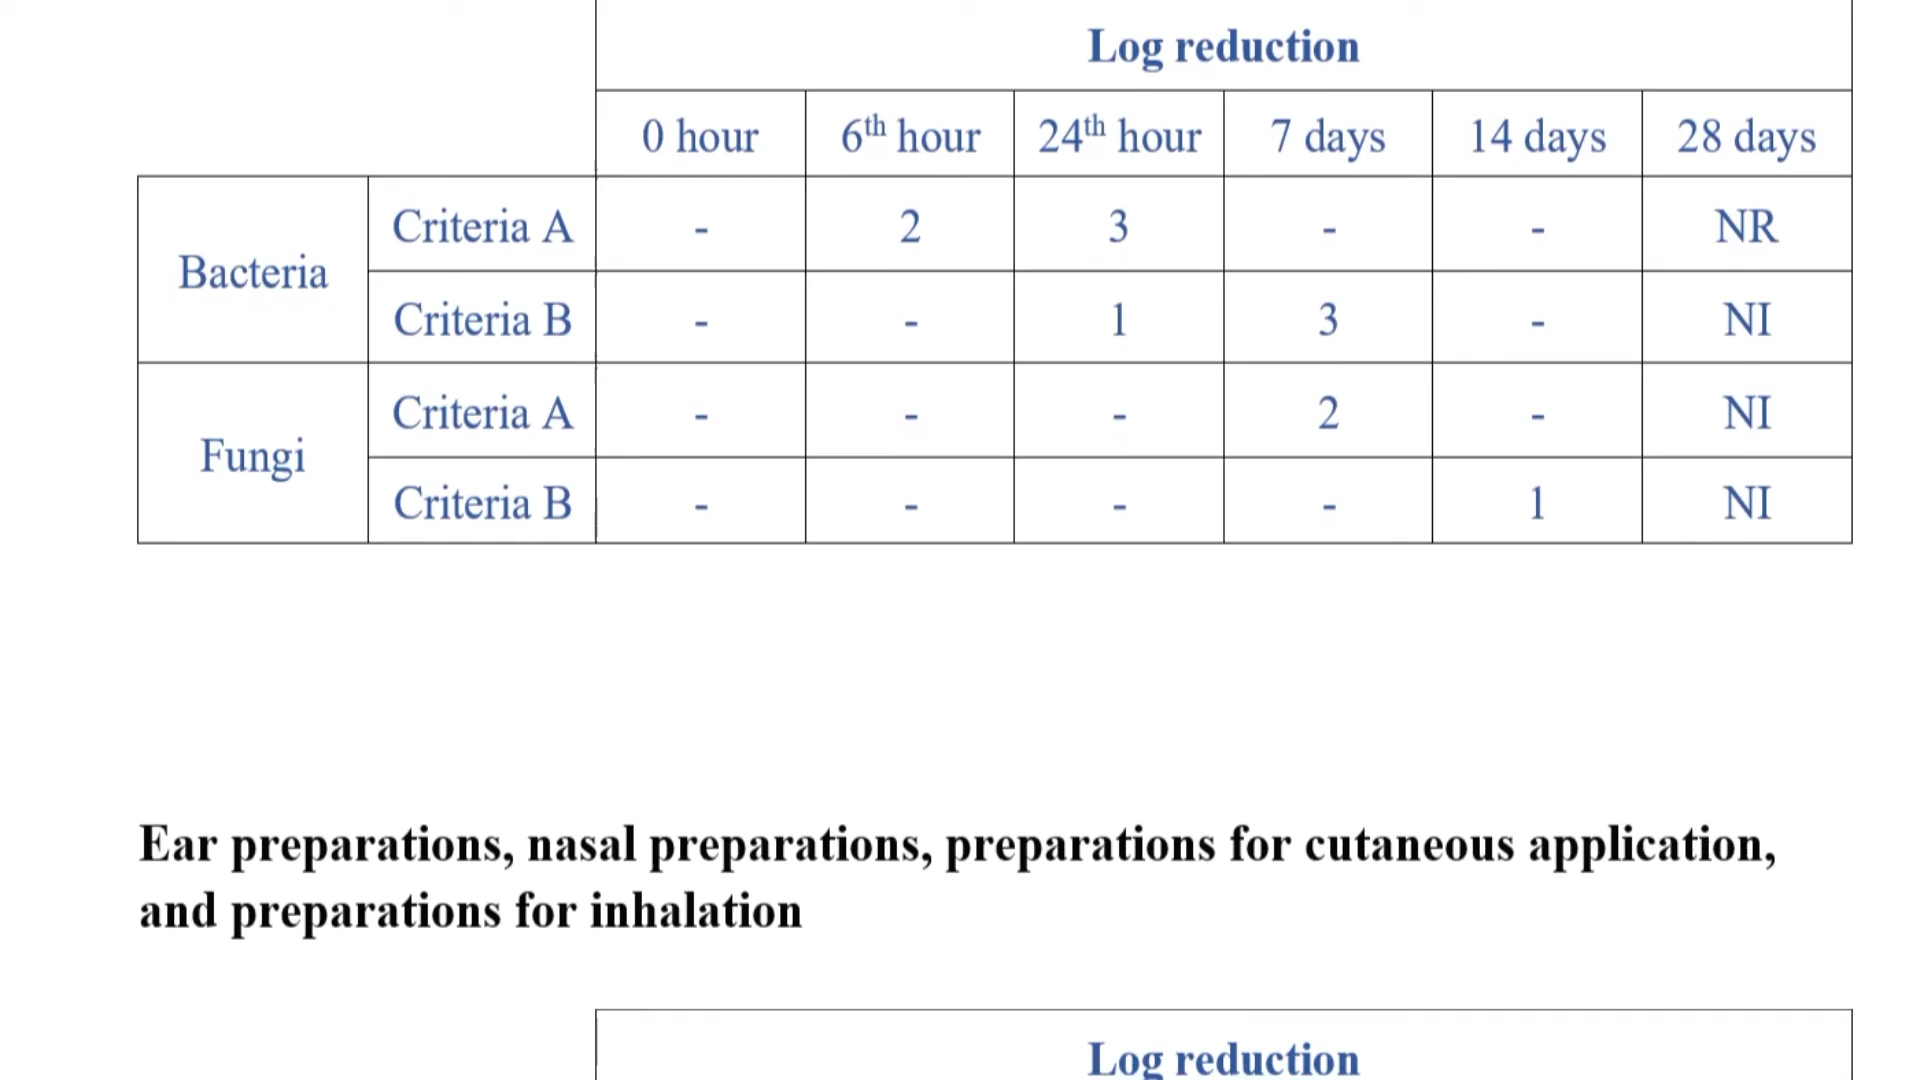 Log reduction
0 hour 6th hour 24th hour 7 days 14 days 28 days
Bacteria
Criteria A - 2 3 - - NR
Criteria B - - 1 3 - NI
Fungi
Criteria A - - - 2 - NI
Criteria B - - - - 1 NI
Ear preparations, nasal preparations, preparations for cutaneous application,
and preparations for inhalation
Log reduction